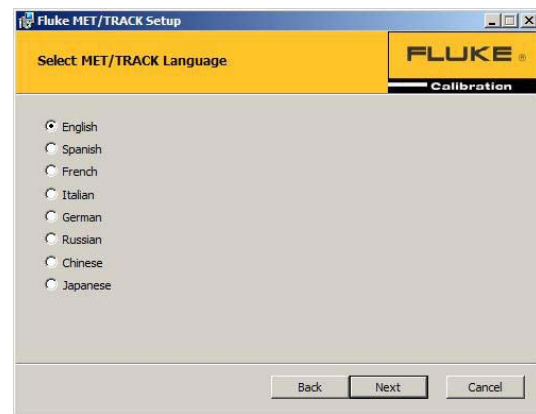 Fluke MET/TRACK Setup
Select MET/TRACK Language
FLUKE ®
Calibration
English
Spanish
French
Italian
German
Russian
Chinese
Japanese
Back Next Cancel